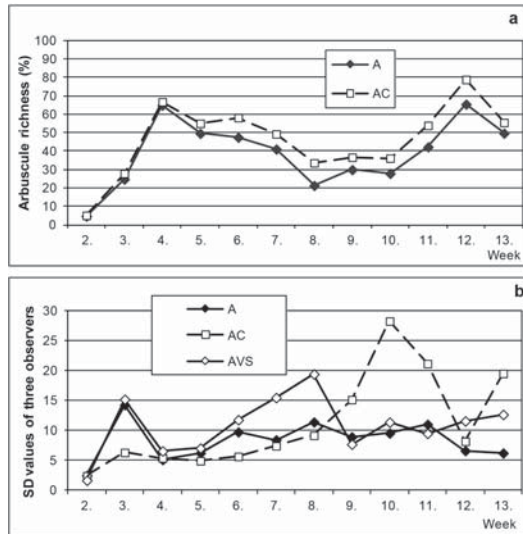 a
Arbuscule richness (%)
100
90
80
70
60
50
40
30
20
10
0
A
AC
2. 3. 4. 5. 6. 7. 8. 9. 10. 11. 12. 13.
Week
b
SD values of three observers
30
25
20
15
10
5
0
A
AC
AVS
2. 3. 4. 5. 6. 7. 8. 9. 10. 11. 12. 13.
Week